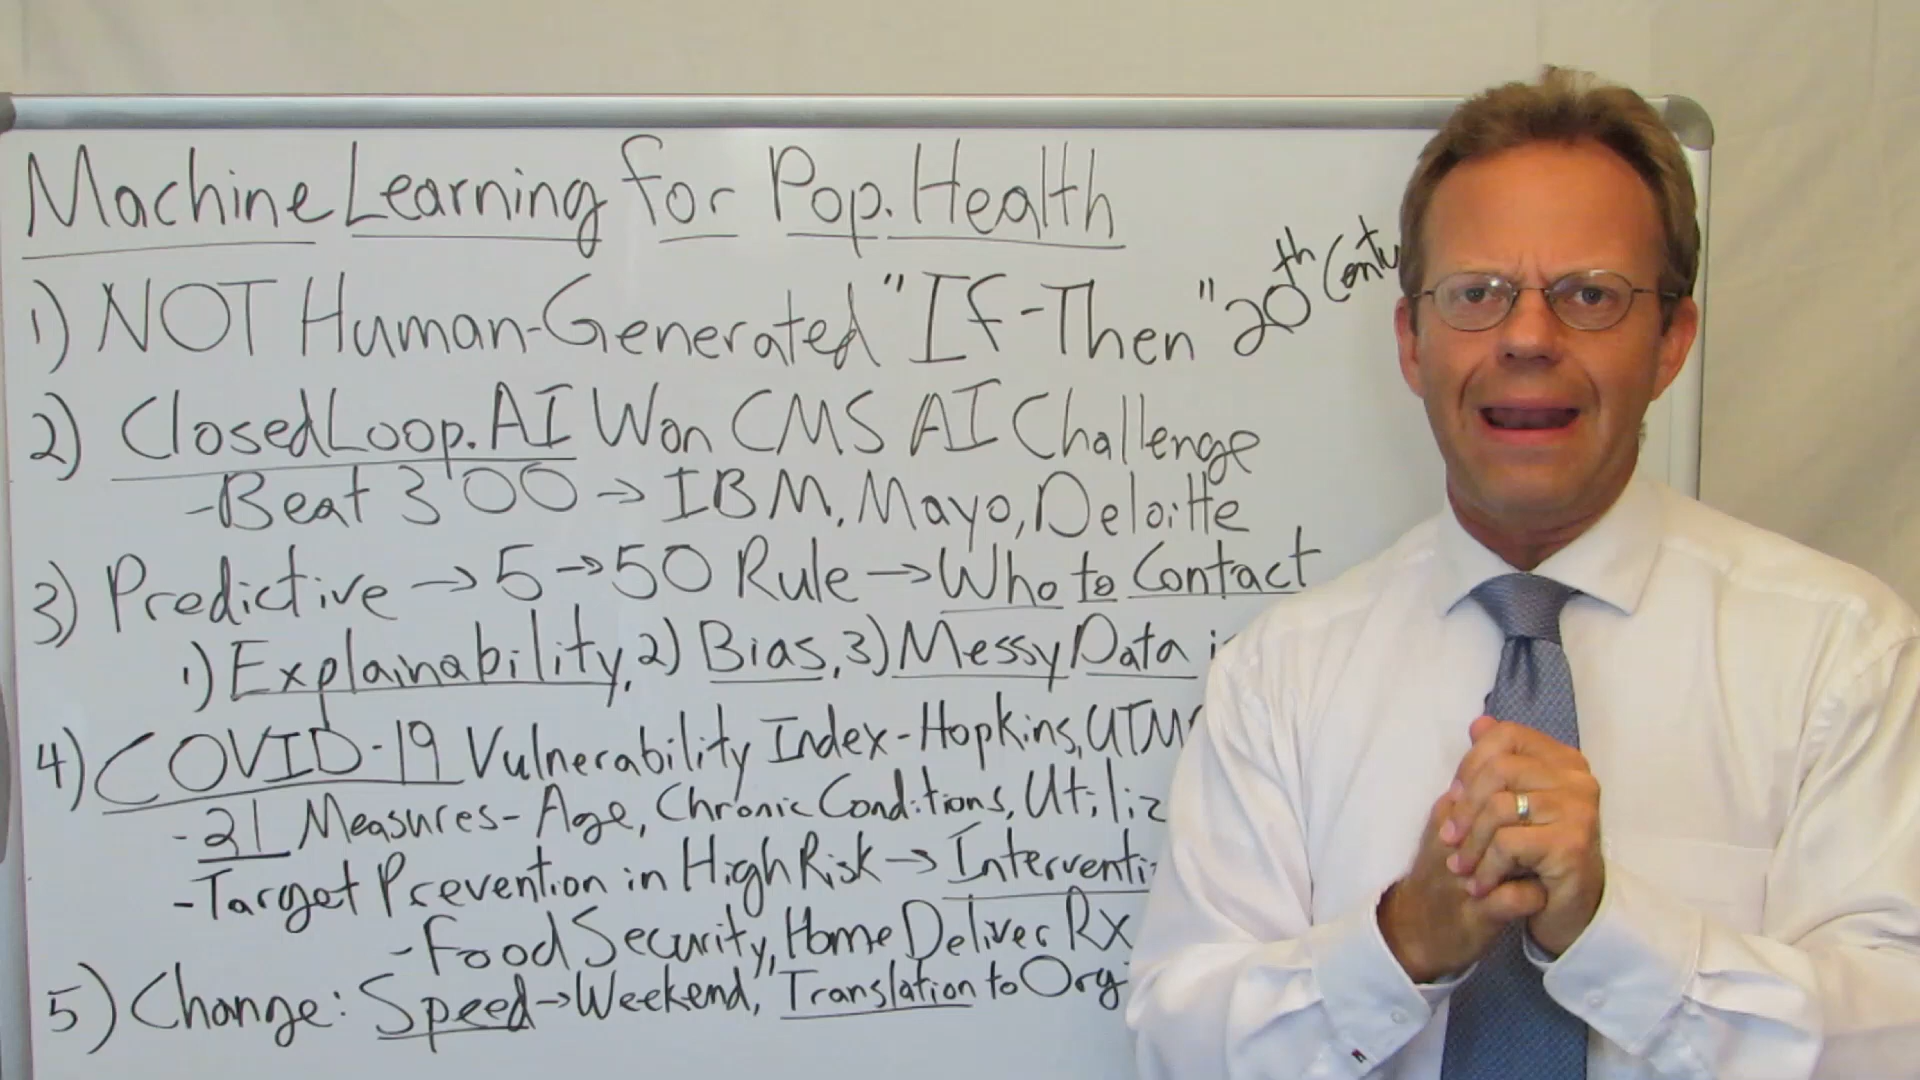 Machine Learning for Pop. Health
1) NOT Human-Generated "If-Then" 20th Centu
2) ClosedLoop.AI Won CMS AI Challenge
-Beat 300 → IBM, Mayo, Deloitte
3) Predictive → 5 → 50 Rule → Who to Contact
1) Explainability, 2) Bias, 3) Messy Data i
4) COVID-19 Vulnerability Index - Hopkins, UTM
- 21 Measures - Age, Chronic Conditions, Utiliz
- Target Prevention in High Risk → Interventi
- Food Security, Home Deliver Rx
5) Change: Speed → Weekend, "Translation to Org